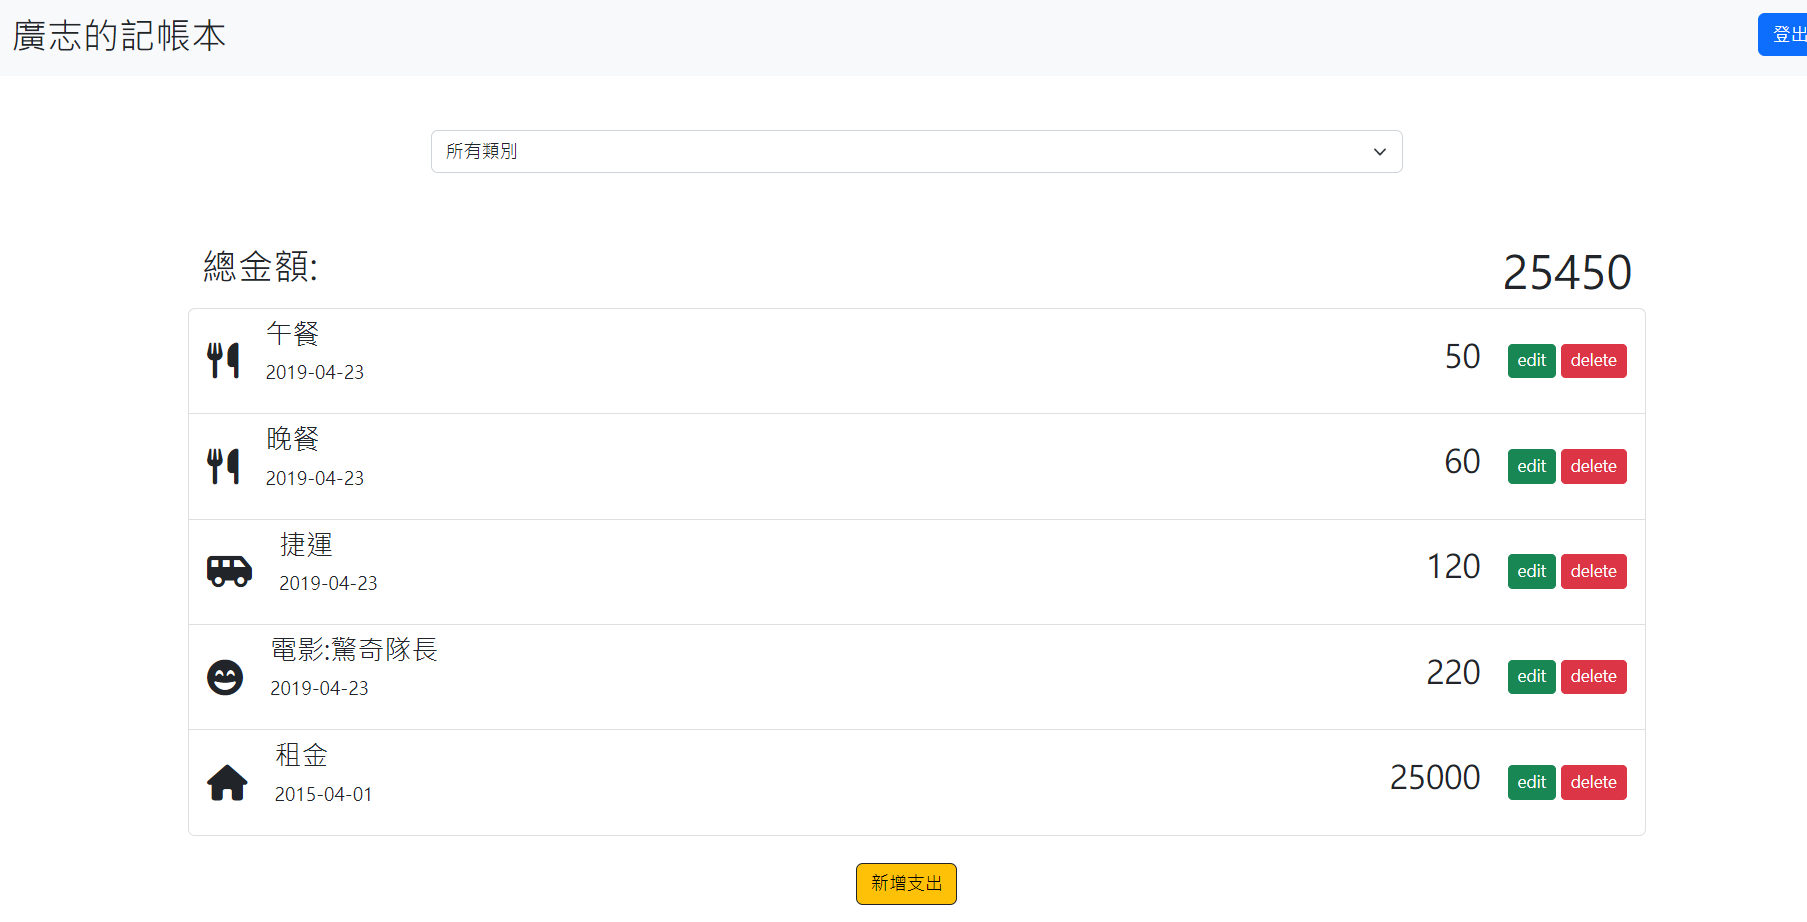 廣志的記帳本
登出
所有類別
總金額: 25450
午餐
2019-04-23
50 edit delete
晚餐
2019-04-23
60 edit delete
捷運
2019-04-23
120 edit delete
電影:驚奇隊長
2019-04-23
220 edit delete
租金
2015-04-01
25000 edit delete
新增支出